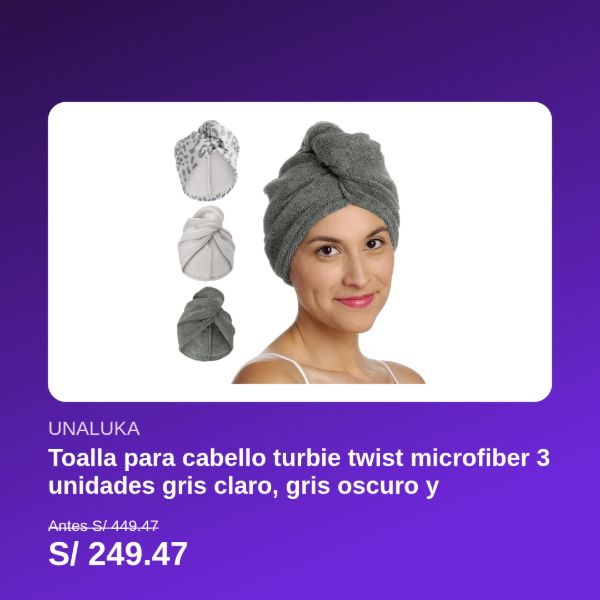 UNALUKA
Toalla para cabello turbie twist microfiber 3
unidades gris claro, gris oscuro y
Antes S/ 449.47
S/ 249.47